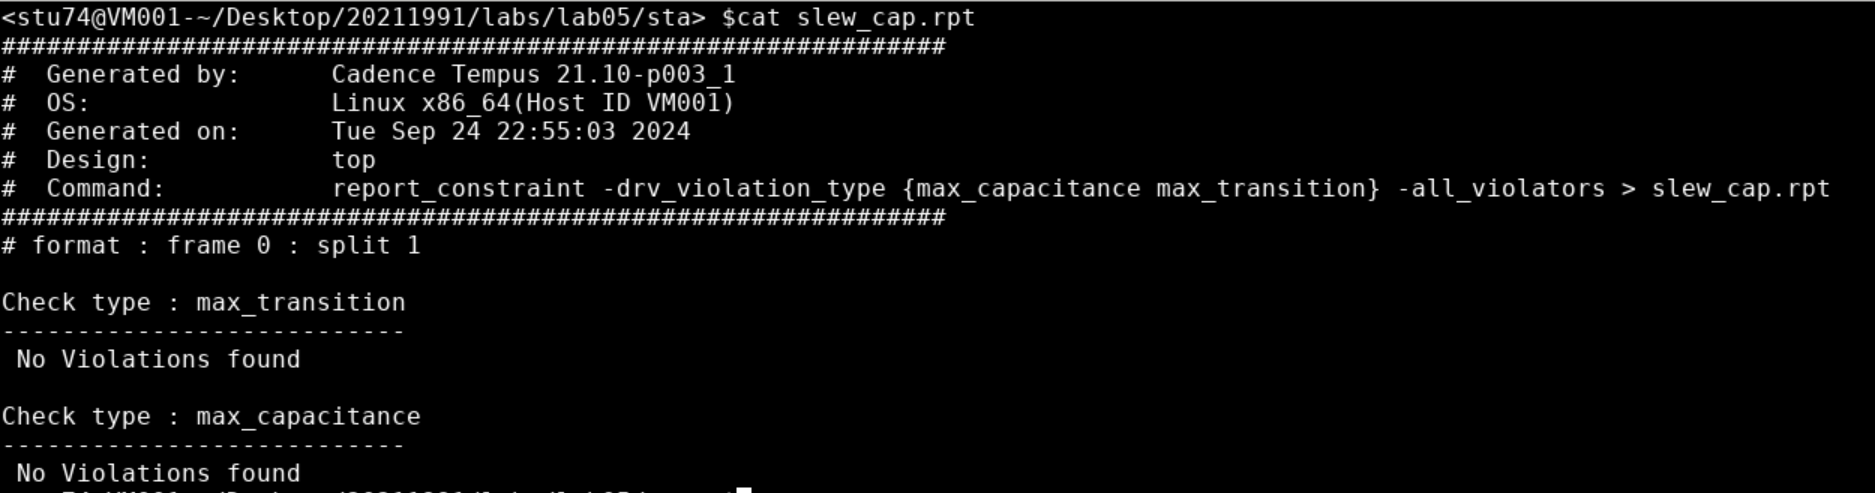 <stu74@VM001-~/Desktop/20211991/labs/lab05/sta> $cat slew_cap.rpt
###############################################################
#  Generated by:      Cadence Tempus 21.10-p003_1
#  OS:                Linux x86_64(Host ID VM001)
#  Generated on:      Tue Sep 24 22:55:03 2024
#  Design:            top
#  Command:           report_constraint -drv_violation_type {max_capacitance max_transition} -all_violators > slew_cap.rpt
###############################################################
# format : frame 0 : split 1
Check type : max_transition
---------------------------
 No Violations found
Check type : max_capacitance
---------------------------
 No Violations found